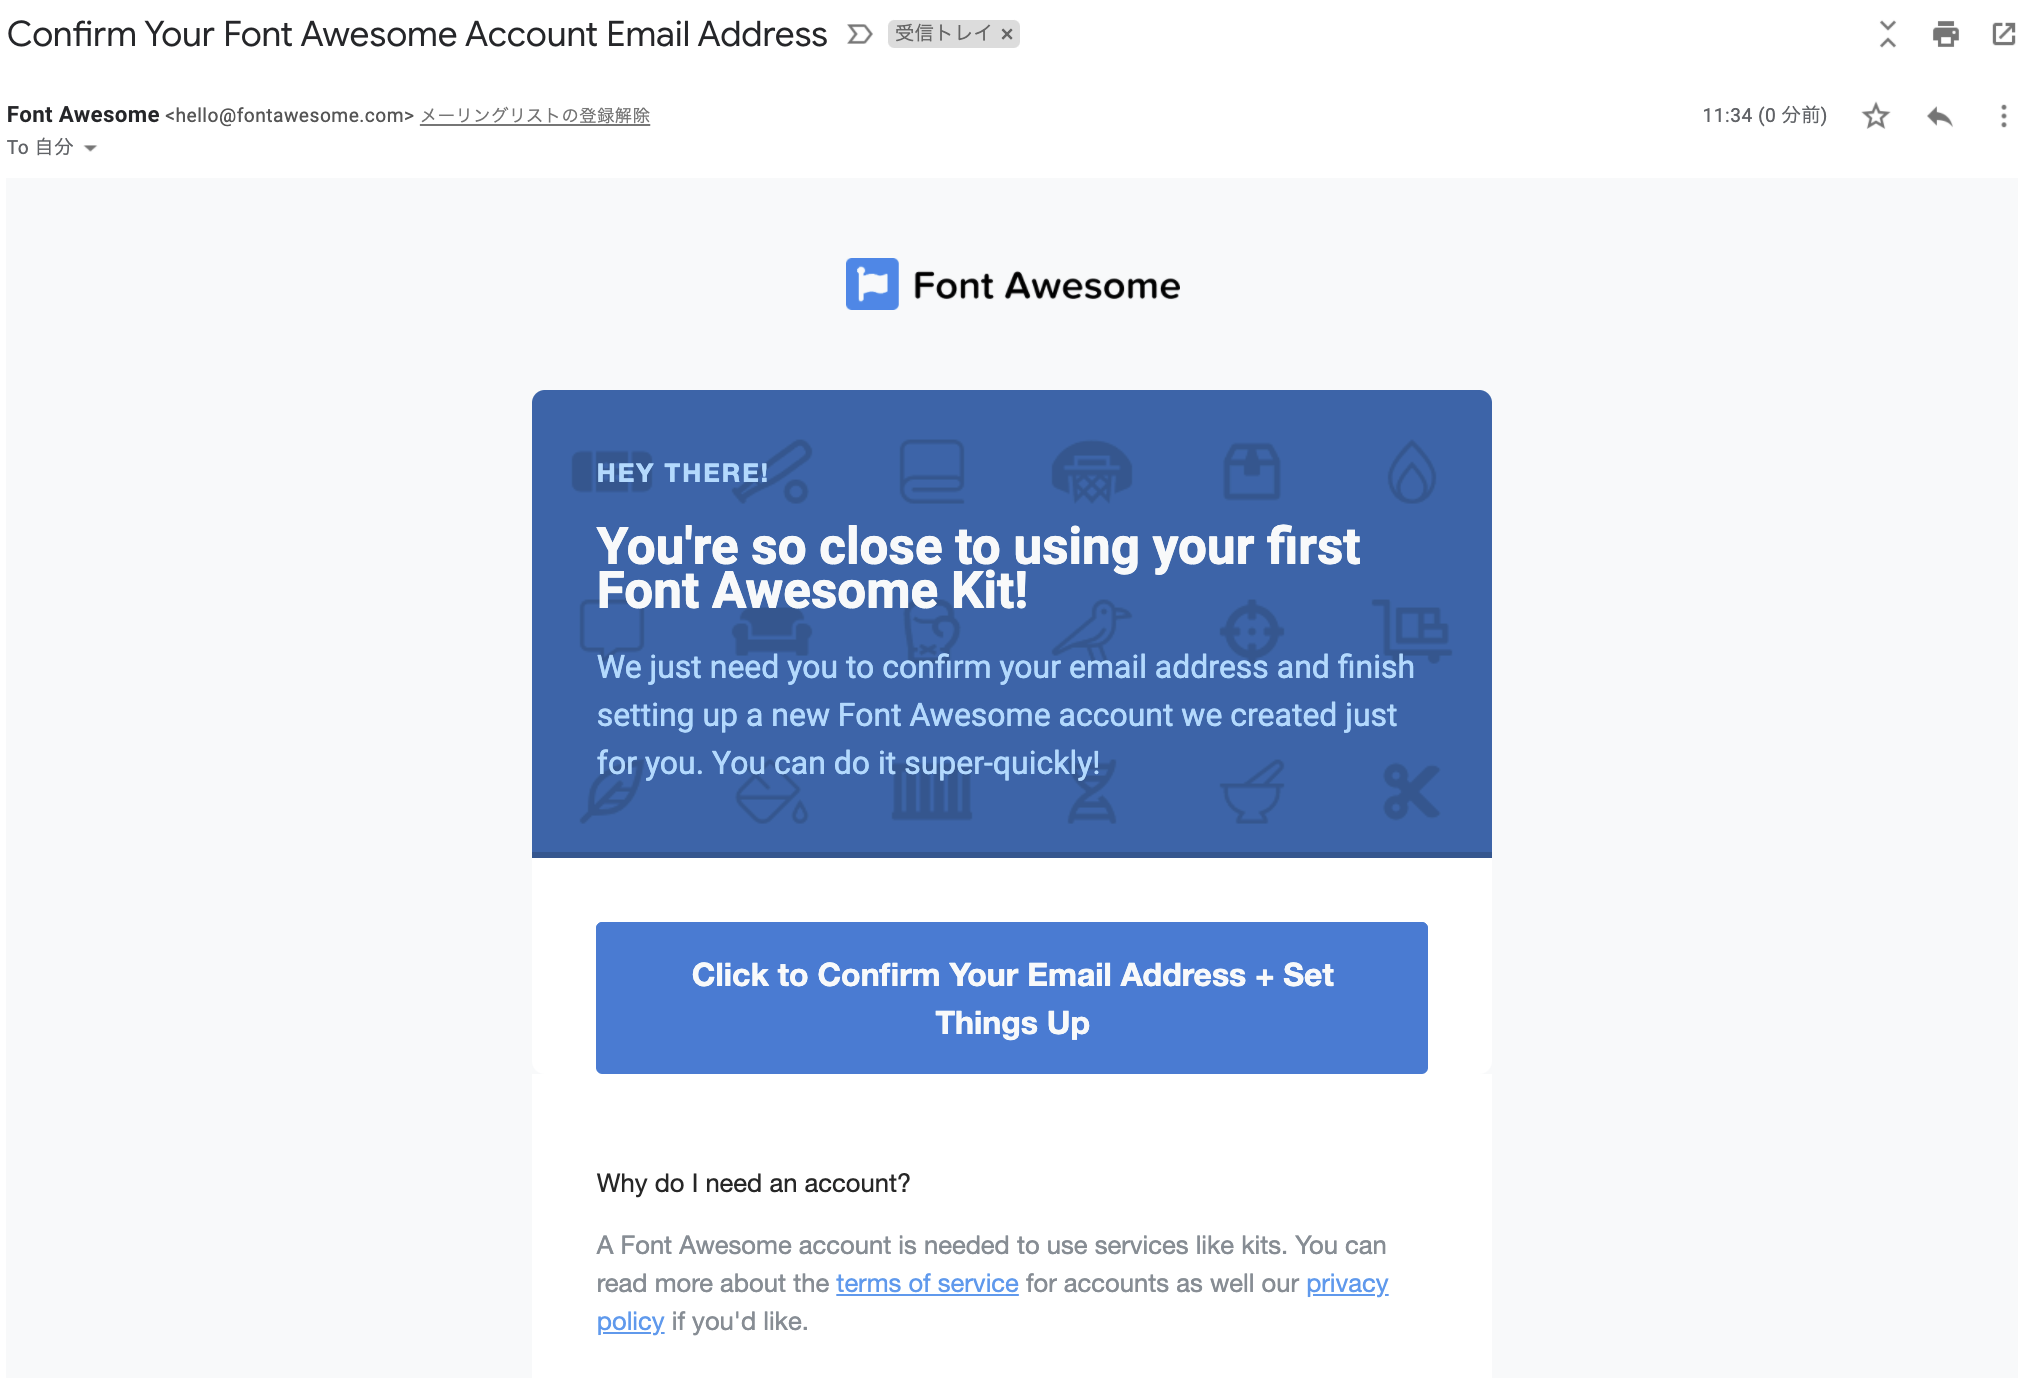 Confirm Your Font Awesome Account Email Address 受信トレイ ×
Font Awesome <hello@fontawesome.com> メーリングリストの登録解除 11:34 (0 分前)
To 自分
Font Awesome
HEY THERE!
You're so close to using your first
Font Awesome Kit!
We just need you to confirm your email address and finish
setting up a new Font Awesome account we created just
for you. You can do it super-quickly!
Click to Confirm Your Email Address + Set
Things Up
Why do I need an account?
A Font Awesome account is needed to use services like kits. You can
read more about the terms of service for accounts as well our privacy
policy if you'd like.